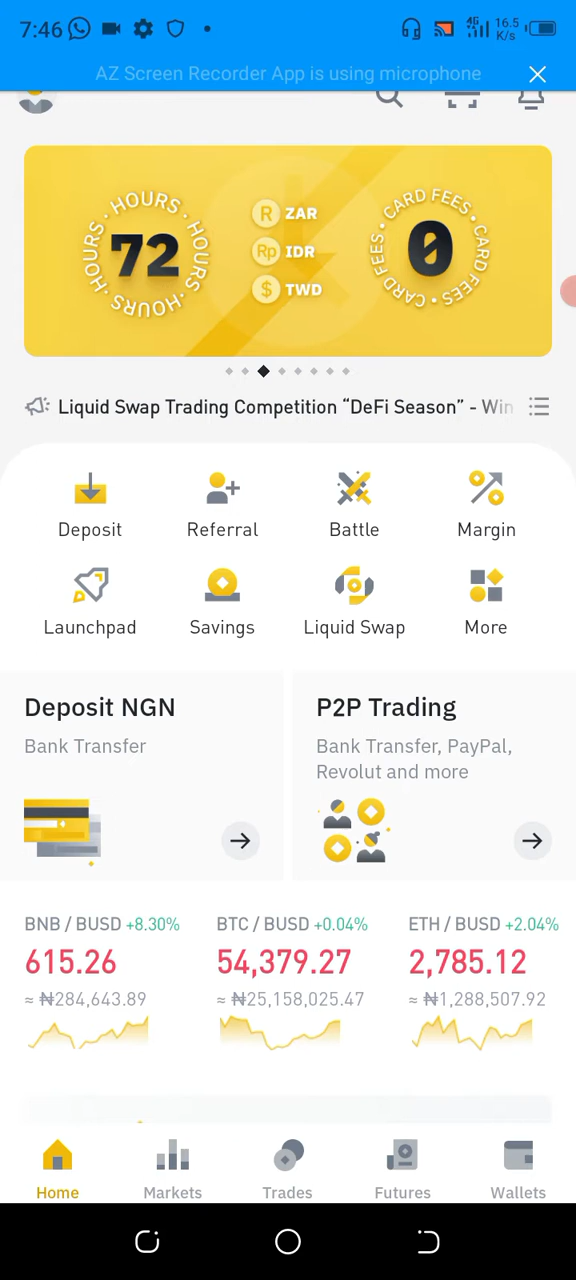 7:46
4G
16.5
K/s
AZ Screen Recorder App is using microphone
HOURS · HOURS · HOURS · HOURS ·
72
R ZAR
Rp IDR
$ TWD
CARD FEES • CARD FEES • CARD FEES •
0
Liquid Swap Trading Competition “DeFi Season” - Win
Deposit
Referral
Battle
Margin
Launchpad
Savings
Liquid Swap
More
Deposit NGN
Bank Transfer
P2P Trading
Bank Transfer, PayPal,
Revolut and more
BNB / BUSD +8.30%
615.26
≈ ₦284,643.89
BTC / BUSD +0.04%
54,379.27
≈ ₦25,158,025.47
ETH / BUSD +2.04%
2,785.12
≈ ₦1,288,507.92
Home
Markets
Trades
Futures
Wallets